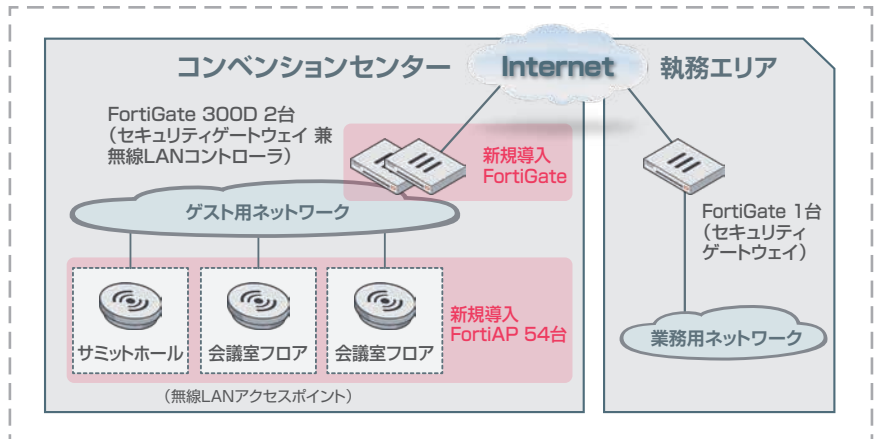 コンベンションセンター
Internet
執務エリア
FortiGate 300D 2台
（セキュリティゲートウェイ 兼
無線LANコントローラ）
新規導入
FortiGate
ゲスト用ネットワーク
FortiGate 1台
（セキュリティ
ゲートウェイ）
サミットホール
会議室フロア
会議室フロア
新規導入
FortiAP 54台
業務用ネットワーク
（無線LANアクセスポイント）